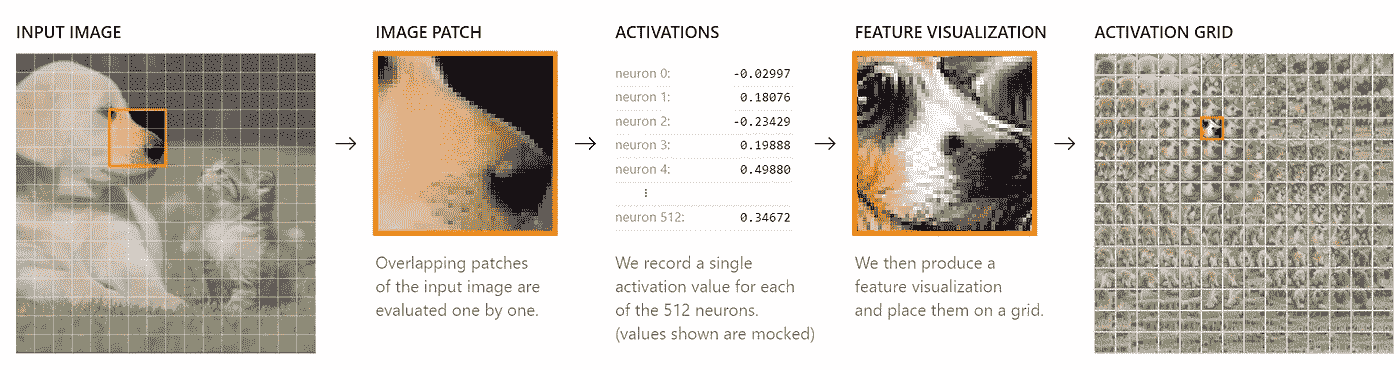 INPUT IMAGE
IMAGE PATCH
ACTIVATIONS
FEATURE VISUALIZATION
ACTIVATION GRID
neuron 0: -0.02997
neuron 1: 0.18076
neuron 2: -0.23429
neuron 3: 0.19888
neuron 4: 0.49880
⋮
neuron 512: 0.34672
Overlapping patches
of the input image are
evaluated one by one.
We record a single
activation value for each
of the 512 neurons.
(values shown are mocked)
We then produce a
feature visualization
and place them on a grid.